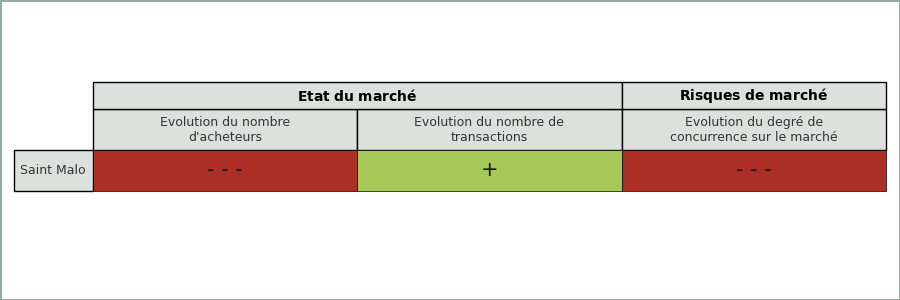 Etat du marché
Risques de marché
Evolution du nombre
d'acheteurs
Evolution du nombre de
transactions
Evolution du degré de
concurrence sur le marché
Saint Malo
- - -
+
- - -